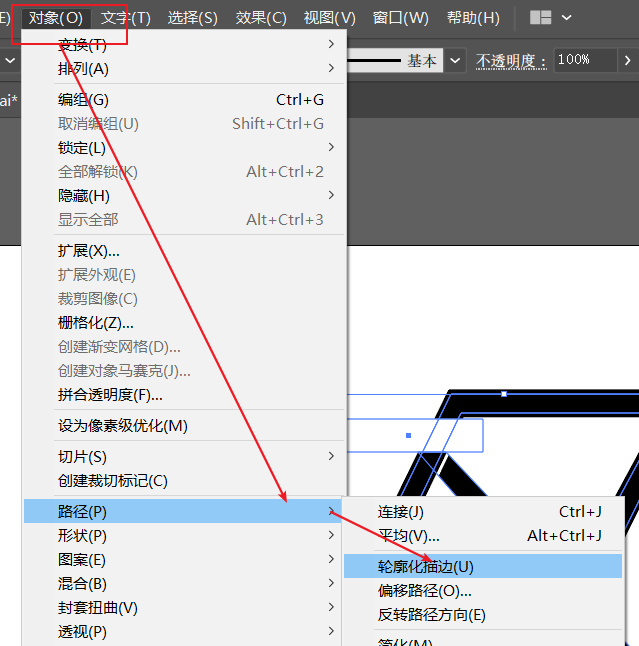 E) 对象(O) 文字(T) 选择(S) 效果(C) 视图(V) 窗口(W) 帮助(H)
基本 不透明度： 100%
ai*
变换(T)
排列(A)
编组(G) Ctrl+G
取消编组(U) Shift+Ctrl+G
锁定(L)
全部解锁(K) Alt+Ctrl+2
隐藏(H)
显示全部 Alt+Ctrl+3
扩展(X)...
扩展外观(E)
裁剪图像(C)
栅格化(Z)...
创建渐变网格(D)...
创建对象马赛克(J)...
拼合透明度(F)...
设为像素级优化(M)
切片(S)
创建裁切标记(C)
路径(P)
形状(P)
图案(E)
混合(B)
封套扭曲(V)
透视(P)
连接(J) Ctrl+J
平均(V)... Alt+Ctrl+J
轮廓化描边(U)
偏移路径(O)...
反转路径方向(E)
简化(M)